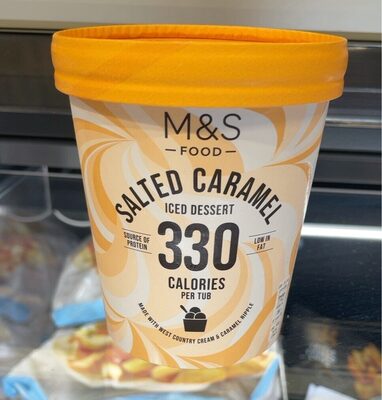 M&S
FOOD
SALTED CARAMEL
ICED DESSERT
SOURCE OF
PROTEIN
330
LOW IN
FAT
CALORIES
PER TUB
MADE WITH WEST COUNTRY CREAM & CARAMEL RIPPLE